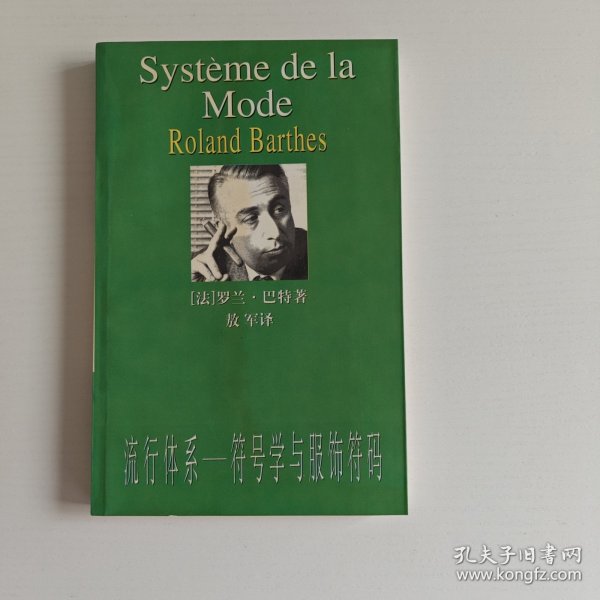 Système de la
Mode
Roland Barthes
[法]罗兰·巴特著
敖军译
流行体系—符号学与服饰符码
孔夫子旧书网
www.kongfz.com